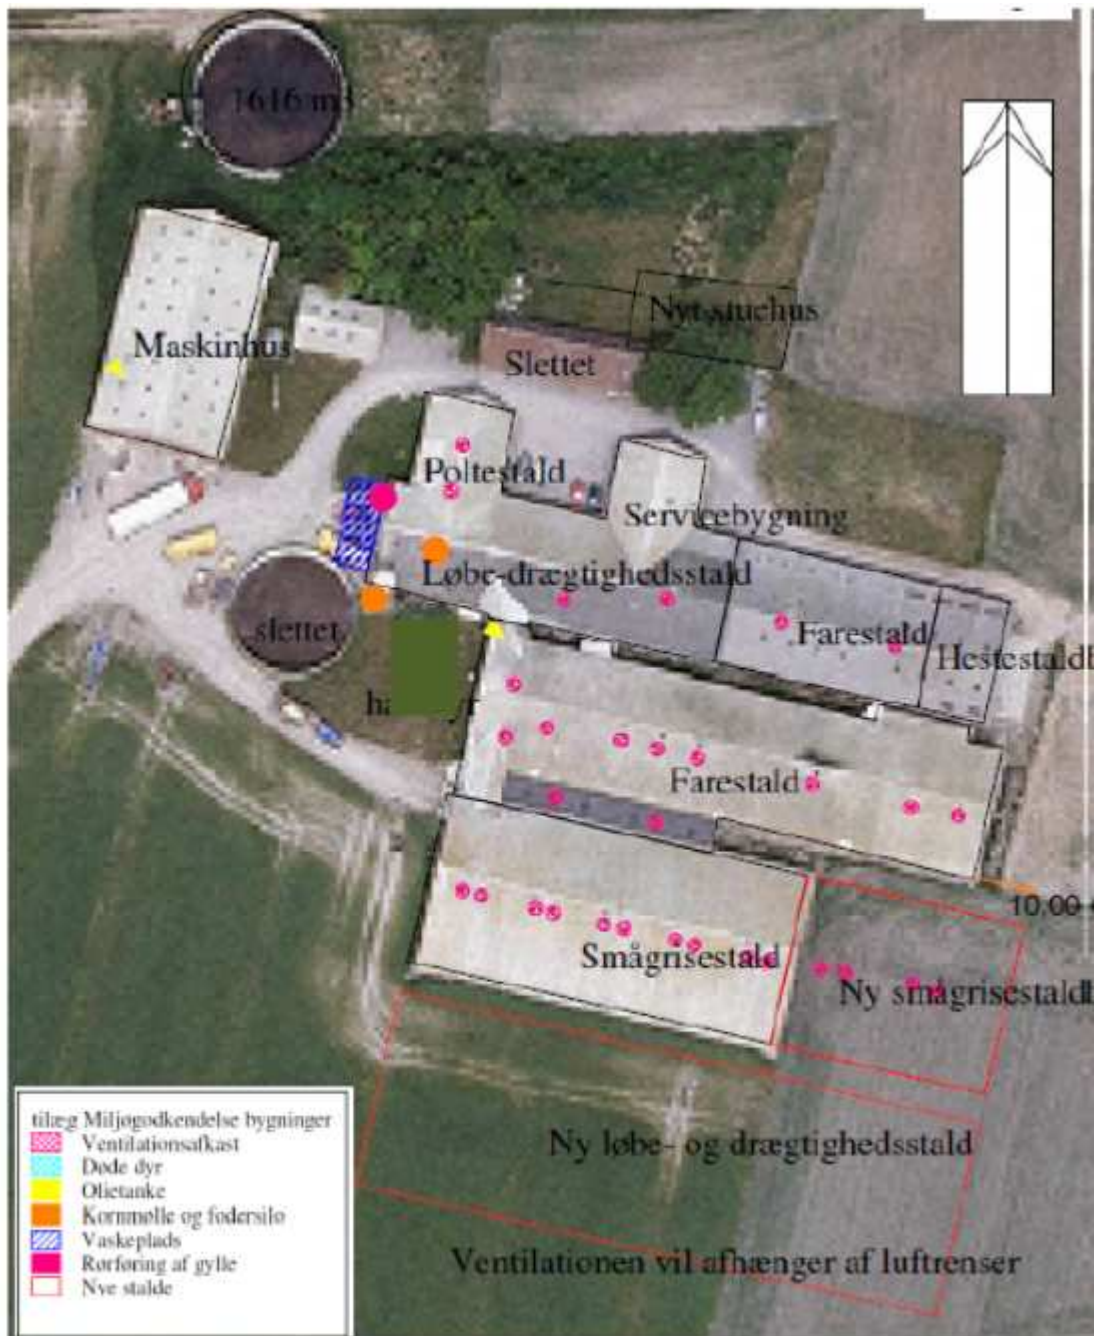 1616 m3
Nyt stuehus
Maskinhus
Slettet
Poltestald
Servicebygning
Løbe-drægtighedsstald
slettet.
Farestald
Hestestald
Farestald
10.00
Smågrisestald
Ny smågrisestald
Ny løbe- og drægtighedsstald
Ventilationen vil afhænger af luftrenser
tilæg Miljøgodkendelse bygninger
Ventilationsafkast
Døde dyr
Olietanke
Kornmølle og fodersilo
Vaskeplads
Rørføring af gylle
Nye stalde